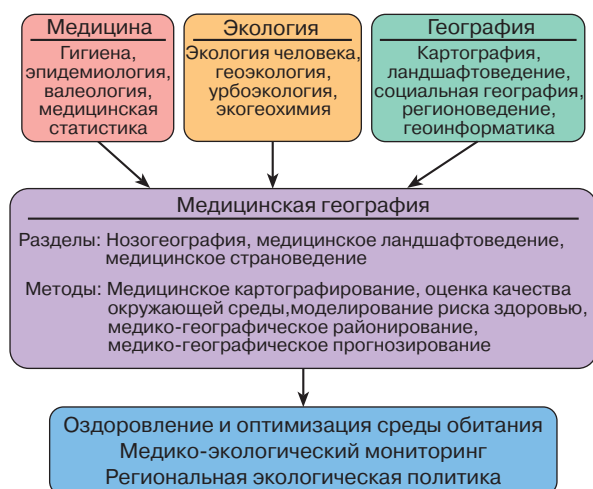 Медицина
Гигиена,
эпидемиология,
валеология,
медицинская
статистика
Экология
Экология человека,
геоэкология,
урбоэкология,
экогеохимия
География
Картография,
ландшафтоведение,
социальная география,
регионоведение,
геоинформатика
Медицинская география
Разделы: Нозогеография, медицинское ландшафтоведение,
медицинское страноведение
Методы: Медицинское картографирование, оценка качества
окружающей среды,моделирование риска здоровью,
медико-географическое районирование,
медико-географическое прогнозирование
Оздоровление и оптимизация среды обитания
Медико-экологический мониторинг
Региональная экологическая политика